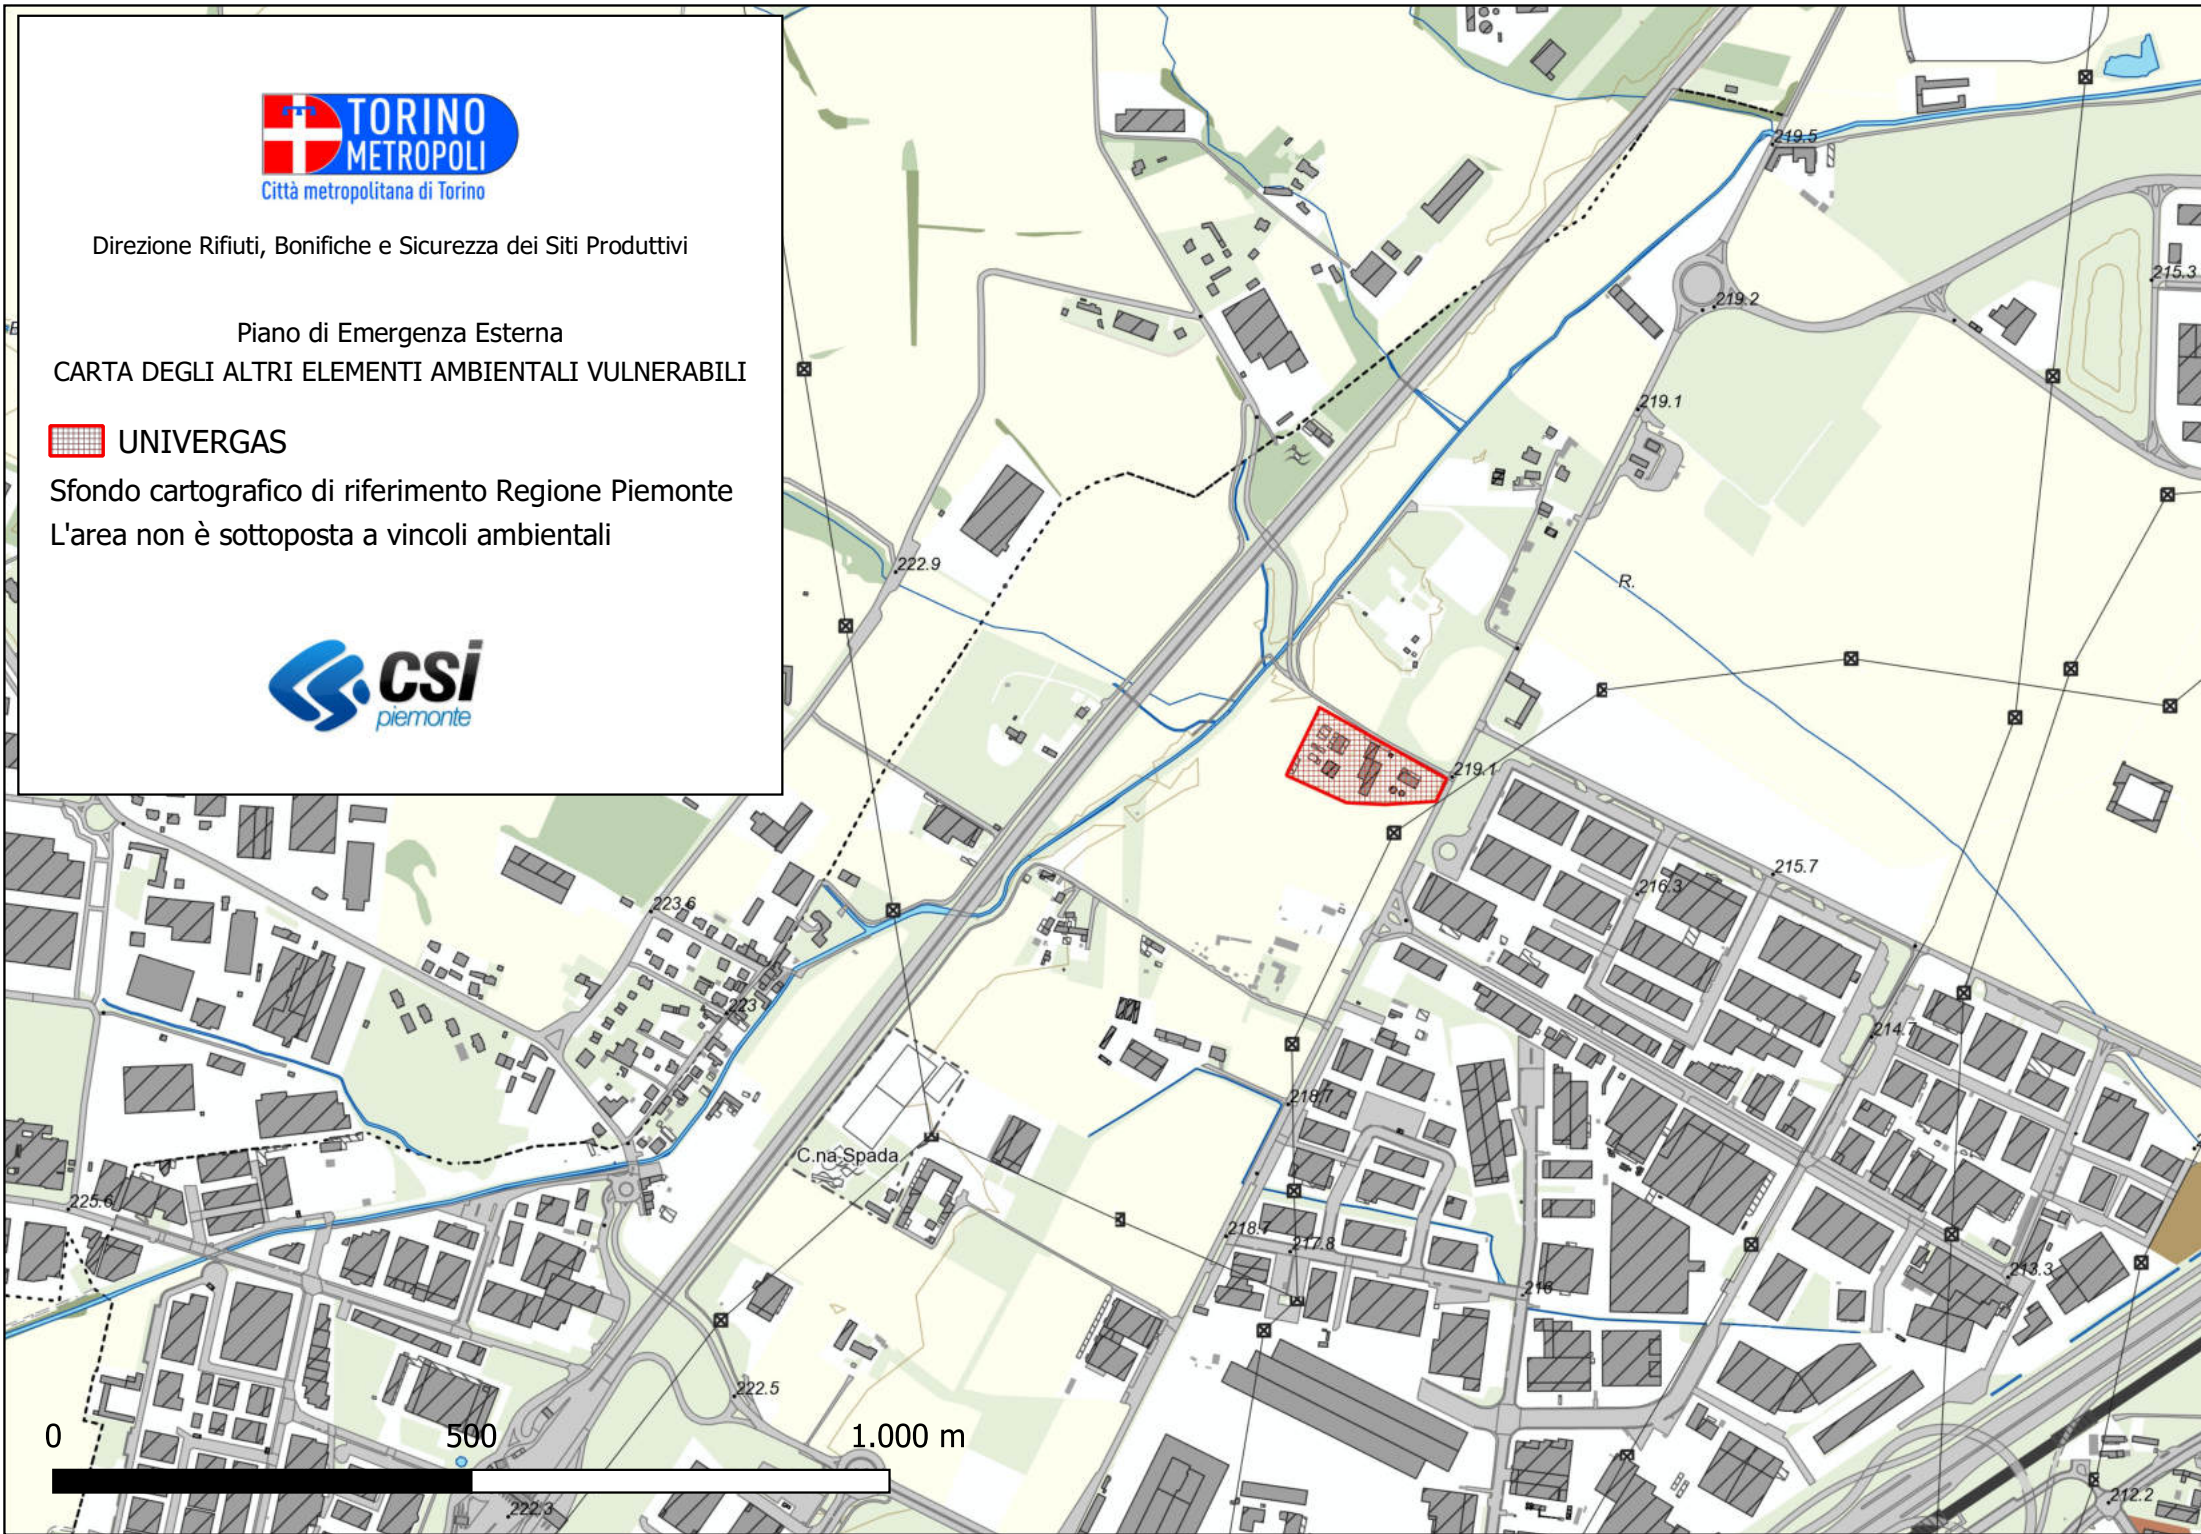 TORINO
METROPOLI
Città metropolitana di Torino
Direzione Rifiuti, Bonifiche e Sicurezza dei Siti Produttivi
Piano di Emergenza Esterna
CARTA DEGLI ALTRI ELEMENTI AMBIENTALI VULNERABILI
UNIVERGAS
Sfondo cartografico di riferimento Regione Piemonte
L'area non è sottoposta a vincoli ambientali
csi
piemonte
219.5
215.3
219.2
219.1
222.9
R.
219.1
215.7
216.3
223.6
223
214.7
218.7
C.na Spada
225.6
218.7
217.8
213.3
216
222.5
0
500
1.000 m
222.3
212.2